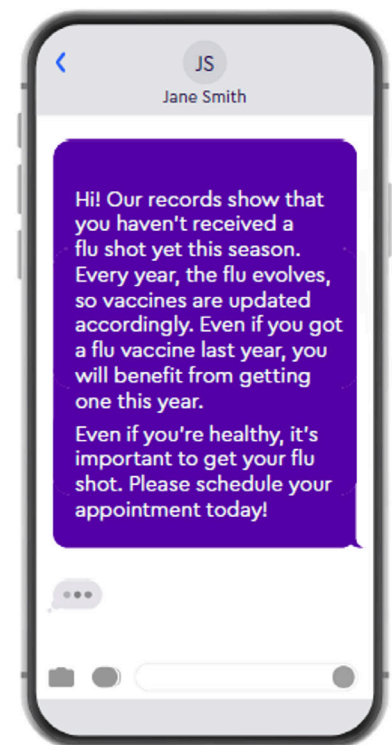 JS
Jane Smith
Hi! Our records show that
you haven't received a
flu shot yet this season.
Every year, the flu evolves,
so vaccines are updated
accordingly. Even if you got
a flu vaccine last year, you
will benefit from getting
one this year.
Even if you're healthy, it's
important to get your flu
shot. Please schedule your
appointment today!